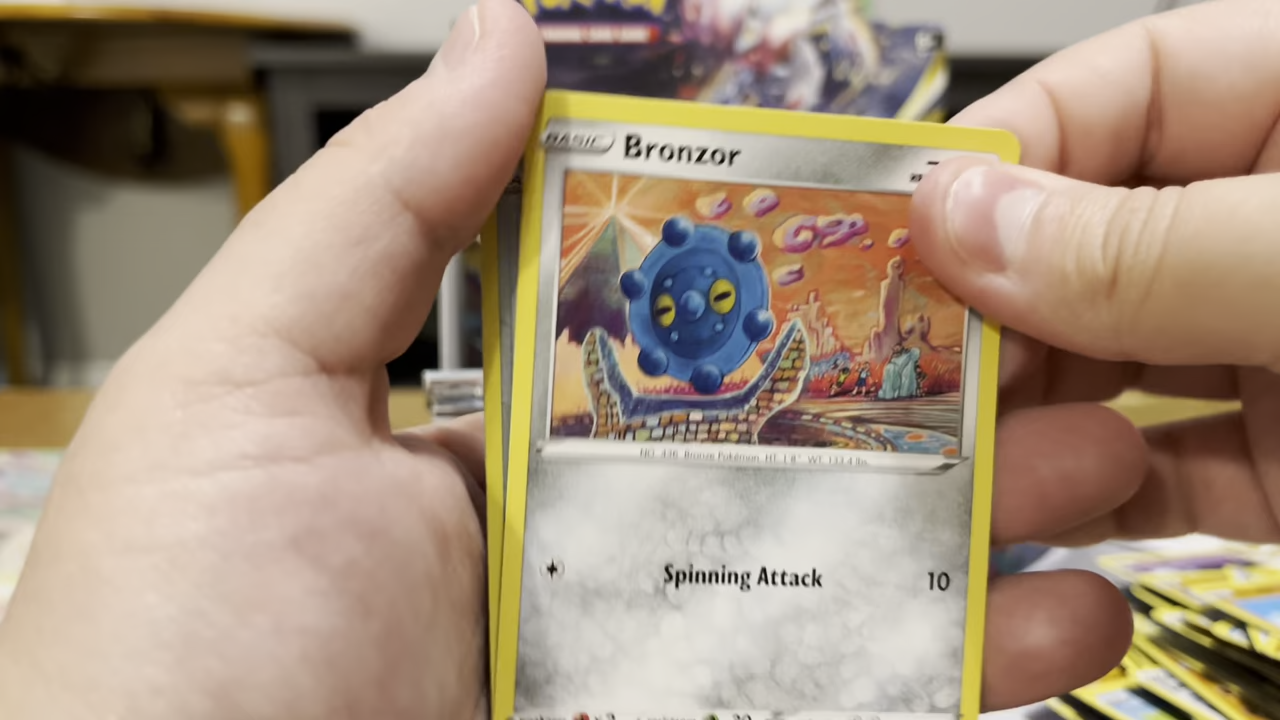 BASIC Bronzor
NO. 436 Bronze Pokémon HT: 1'8" WT: 133.4 lbs.
Spinning Attack 10